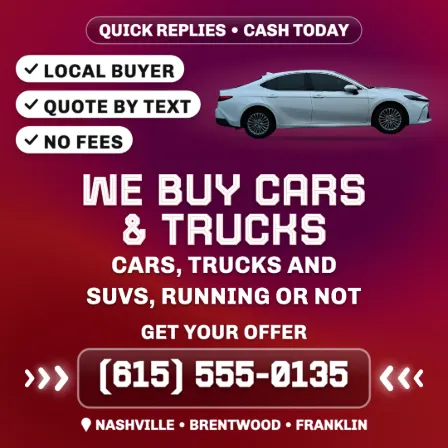 QUICK REPLIES • CASH TODAY
LOCAL BUYER
QUOTE BY TEXT
NO FEES
WE BUY CARS
& TRUCKS
CARS, TRUCKS AND
SUVS, RUNNING OR NOT
GET YOUR OFFER
(615) 555-0135
NASHVILLE • BRENTWOOD • FRANKLIN